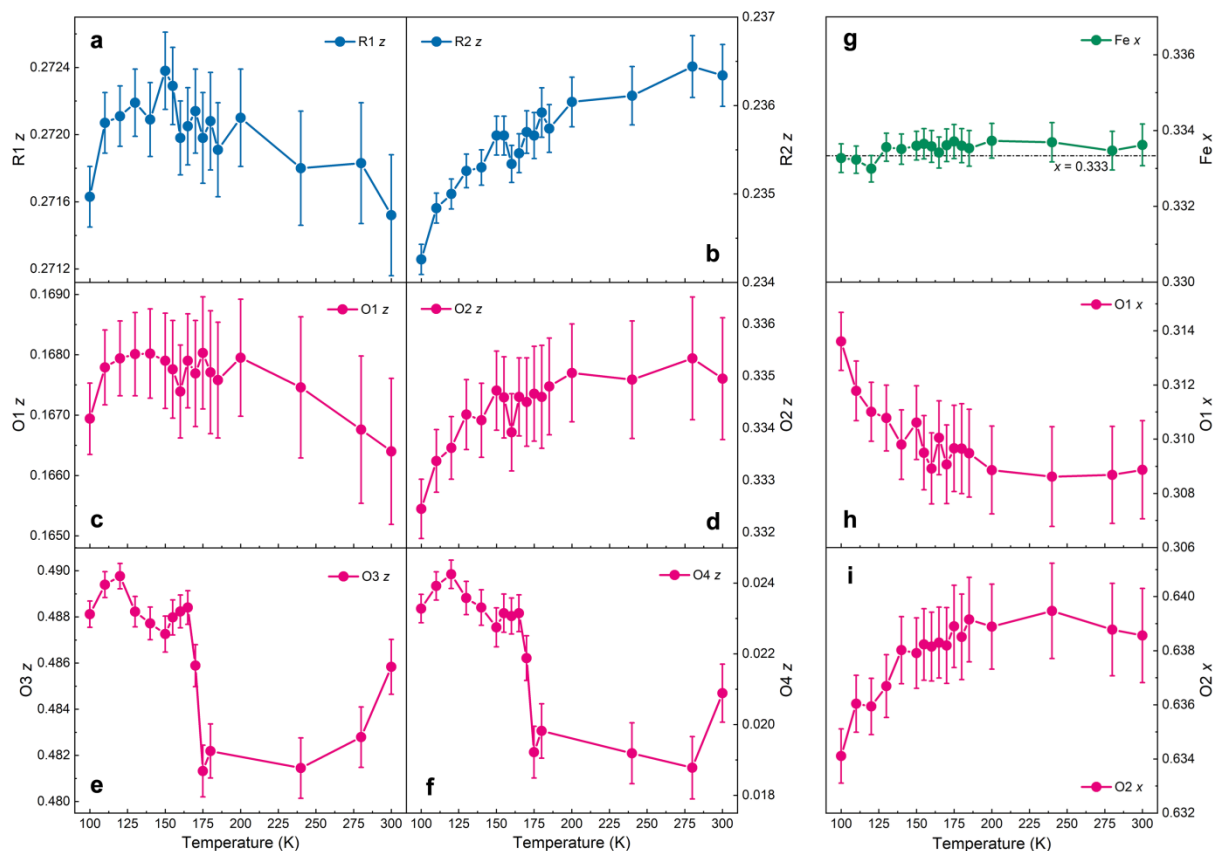 a
R1 z
0.2724
0.2720
0.2716
0.2712
R1 z
R2 z
0.237
0.236
0.235
0.234
R2 z
b
g
Fe x
0.336
0.334
0.332
0.330
Fe x
x = 0.333
0.1690
0.1680
0.1670
0.1660
0.1650
O1 z
O1 z
c
O2 z
0.336
0.335
0.334
0.333
0.332
O2 z
d
O1 x
0.314
0.312
0.310
0.308
0.306
O1 x
h
0.490
0.488
0.486
0.484
0.482
0.480
O3 z
O3 z
e
O4 z
0.024
0.022
0.020
0.018
O4 z
f
i
0.640
0.638
0.636
0.634
0.632
O2 x
O2 x
100 125 150 175 200 225 250 275 300
Temperature (K)
100 125 150 175 200 225 250 275 300
Temperature (K)
100 125 150 175 200 225 250 275 300
Temperature (K)